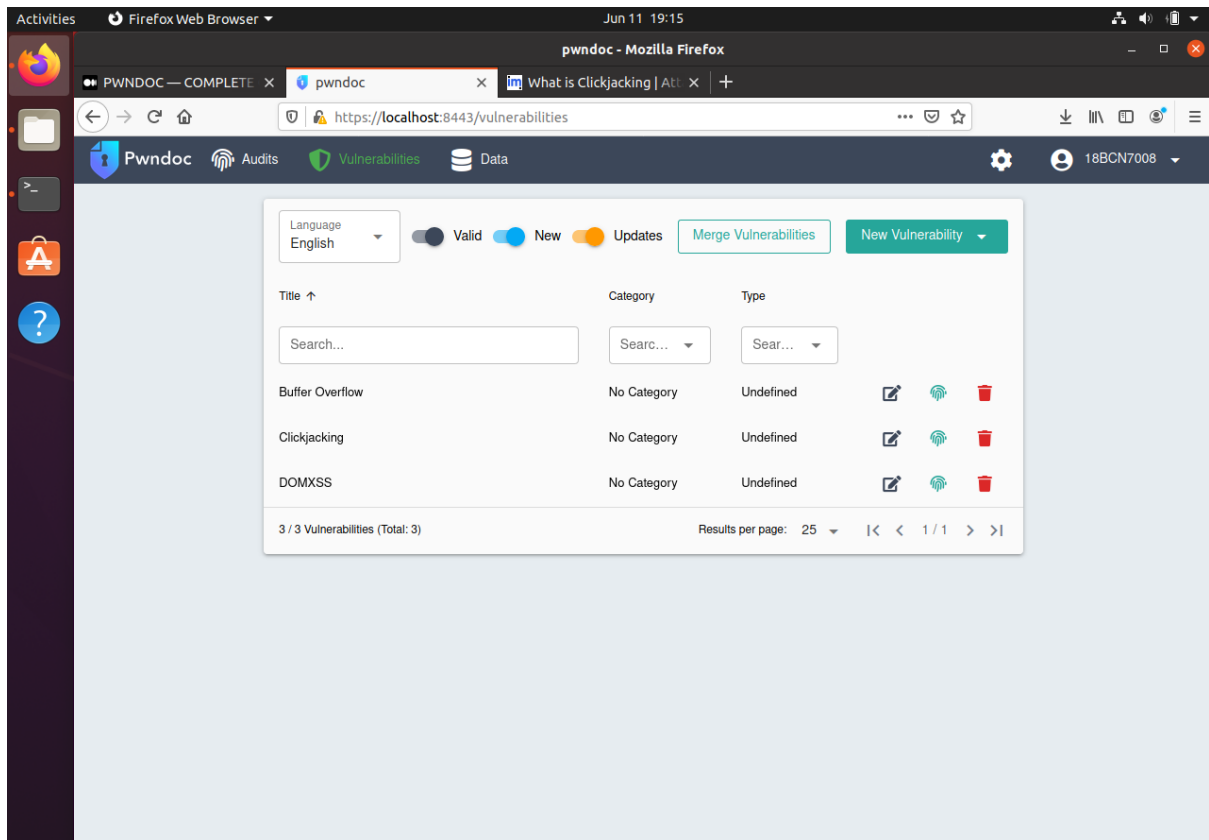 Activities Firefox Web Browser Jun 11 19:15
pwndoc - Mozilla Firefox
PWNDOC — COMPLETE pwndoc What is Clickjacking | Att
https://localhost:8443/vulnerabilities
Pwndoc Audits Vulnerabilities Data 18BCN7008
Language
English
Valid New Updates Merge Vulnerabilities New Vulnerability
Title Category Type
Search... Searc... Sear...
Buffer Overflow No Category Undefined
Clickjacking No Category Undefined
DOMXSS No Category Undefined
3 / 3 Vulnerabilities (Total: 3) Results per page: 25 1 / 1